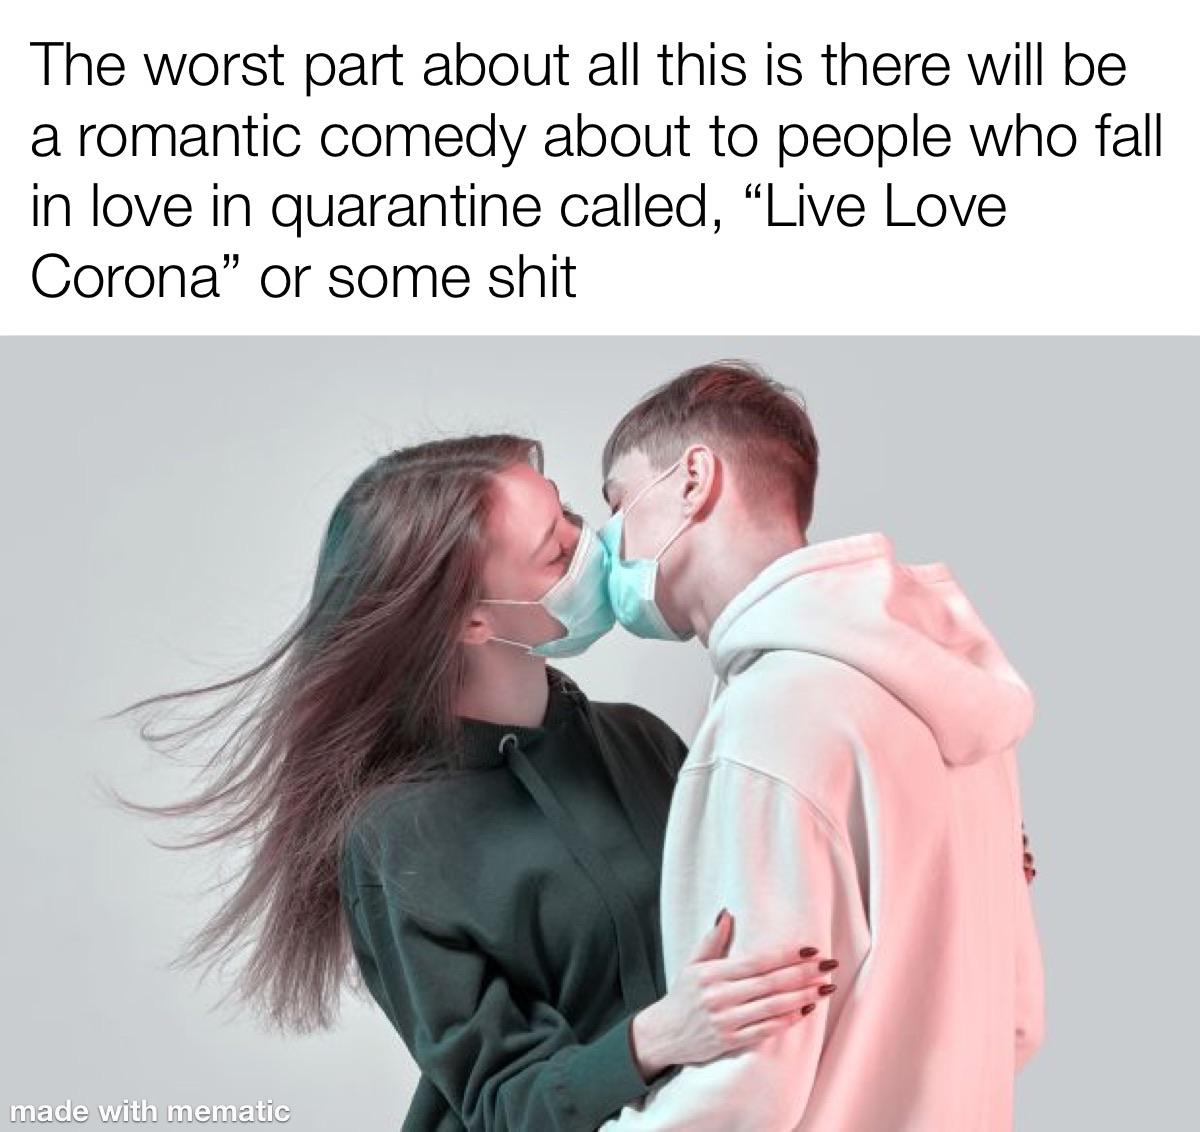 The worst part about all this is there will be
a romantic comedy about to people who fall
in love in quarantine called, “Live Love
Corona” or some shit
made with mematic